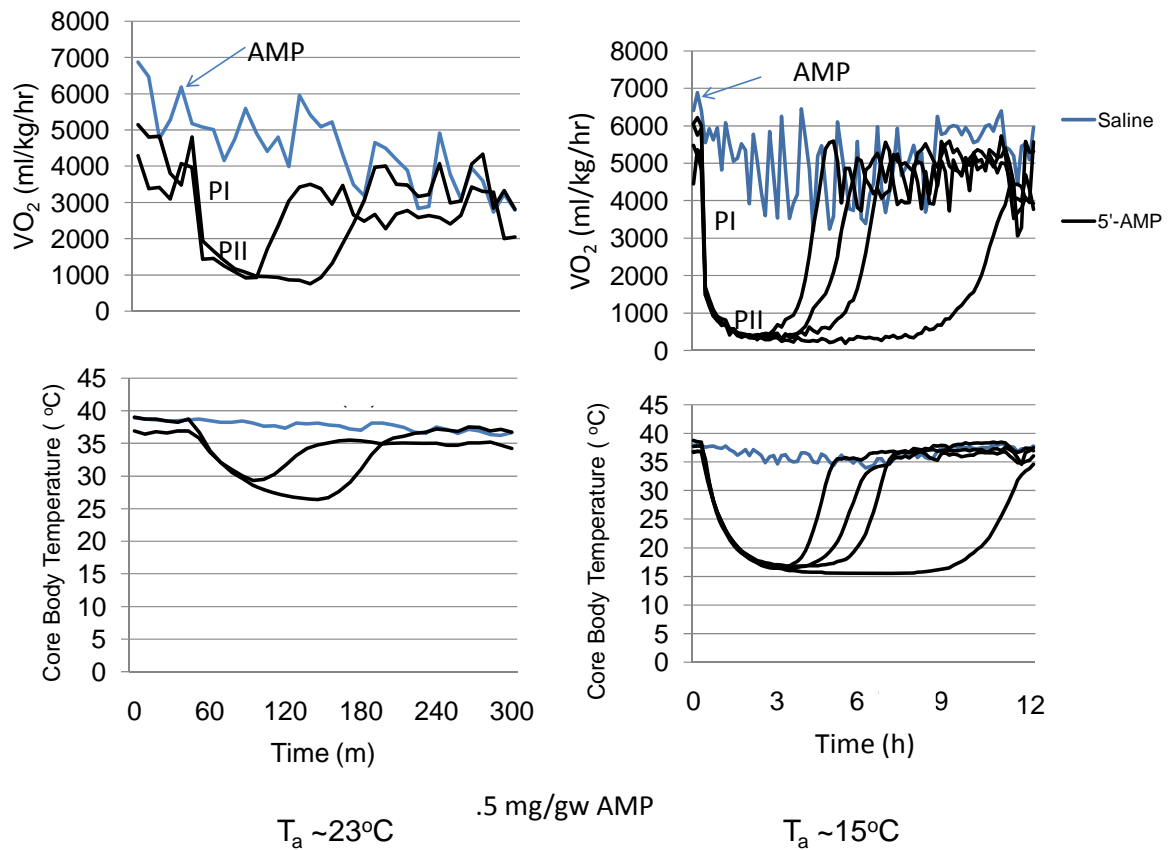 8000
7000
6000
5000
4000
3000
2000
1000
0
VO2 (ml/kg/hr)
AMP
PI
PII
8000
7000
6000
5000
4000
3000
2000
1000
0
VO2 (ml/kg/hr)
AMP
PI
PII
Saline
5'-AMP
45
40
35
30
25
20
15
10
5
0
Core Body Temperature ( oC)
0 60 120 180 240 300
Time (m)
45
40
35
30
25
20
15
10
5
0
Core Body Temperature ( oC)
0 3 6 9 12
Time (h)
.5 mg/gw AMP
Ta ~23oC
Ta ~15oC